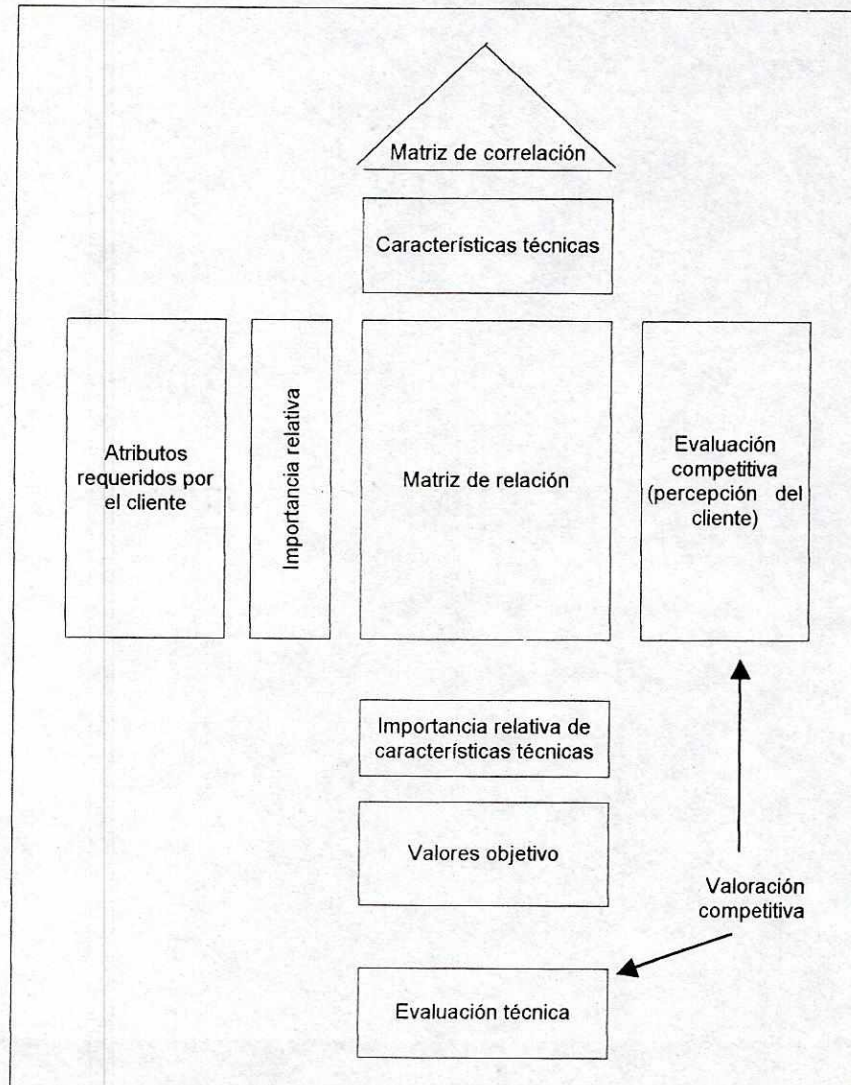 Matriz de correlación
Características técnicas
Atributos
requeridos por
el cliente
Importancia relativa
Matriz de relación
Evaluación
competitiva
(percepción del
cliente)
Importancia relativa de
características técnicas
Valores objetivo
Valoración
competitiva
Evaluación técnica